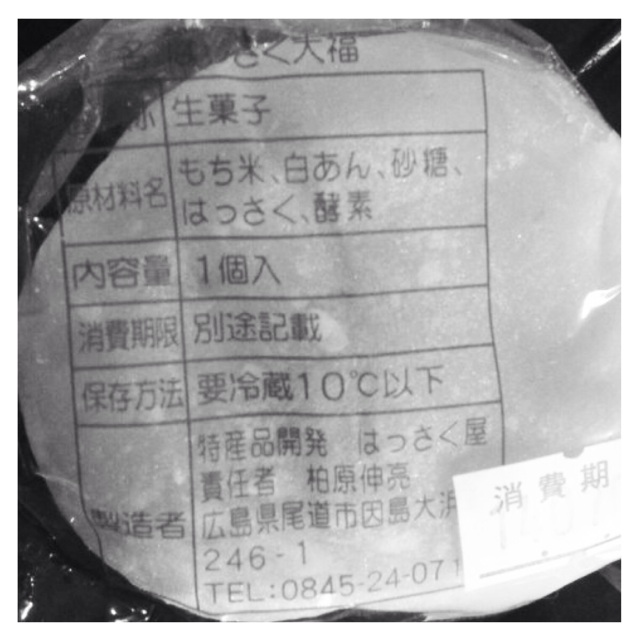 名 はっさく大福
称 生菓子
原材料名 もち米、白あん、砂糖、
はっさく、酵素
内容量 1個入
消費期限 別途記載
保存方法 要冷蔵10℃以下
特産品開発 はっさく屋
責任者 柏原伸亮
製造者 広島県尾道市因島大浜
246-1
TEL:0845-24-071
消費期